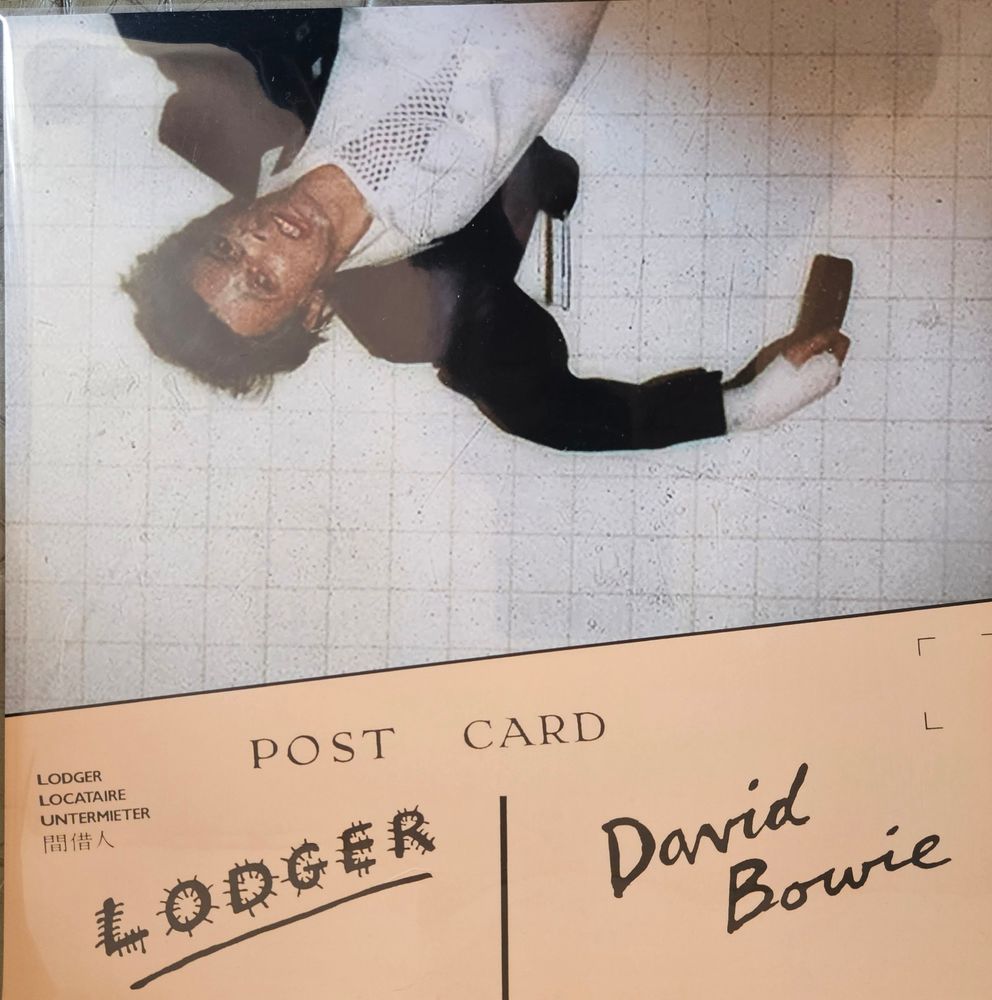 POST CARD
LODGER
LOCATAIRE
UNTERMIETER
間借人
LODGER
David
Bowie